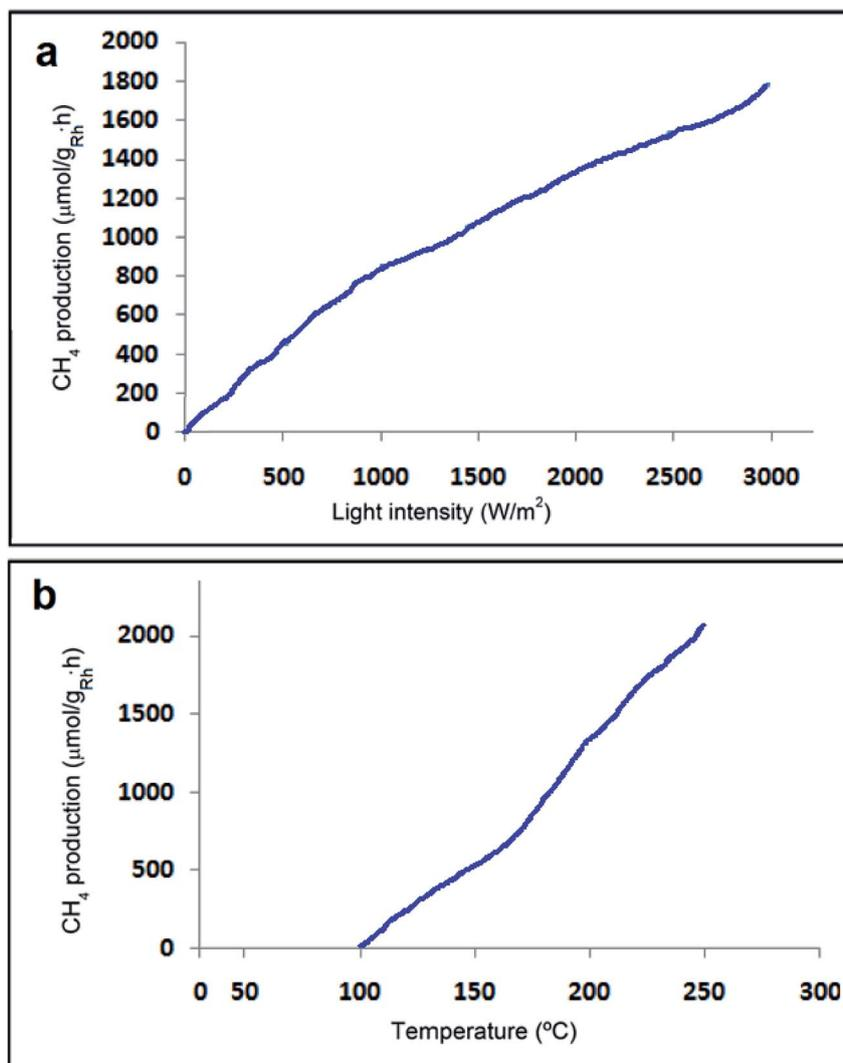 a
CH₄ production (µmol/gRh·h)
2000
1800
1600
1400
1200
1000
800
600
400
200
0
0 500 1000 1500 2000 2500 3000
Light intensity (W/m²)
b
CH₄ production (µmol/gRh·h)
2000
1500
1000
500
0
0 50 100 150 200 250 300
Temperature (ºC)